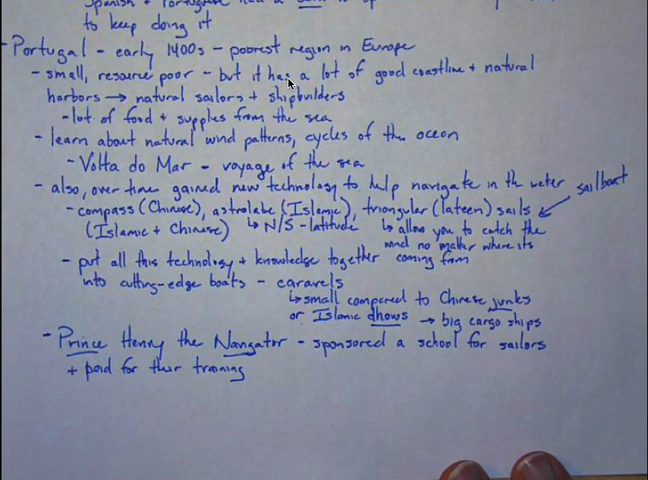 Spanish + Portuguese had a
to keep doing it
- Portugal - early 1400s - poorest region in Europe
- small, resource poor - but it has a lot of good coastline + natural
harbors → natural sailors + shipbuilders
- lot of food + supplies from the sea
- learn about natural wind patterns, cycles of the ocean
- Volta do Mar - voyage of the sea
- also, over time gained new technology to help navigate in the water
sailboat
- compass (Chinese), astrolabe (Islamic), triangular (lateen) sails
(Islamic + Chinese) ↳ N/S - latitude ↳ allow you to catch the
wind no matter where its
- put all this technology + knowledge together coming from
into cutting-edge boats - caravels
↳ small compared to Chinese junks
or Islamic dhows → big cargo ships
- Prince Henry the Navigator - sponsored a school for sailors
+ paid for their training